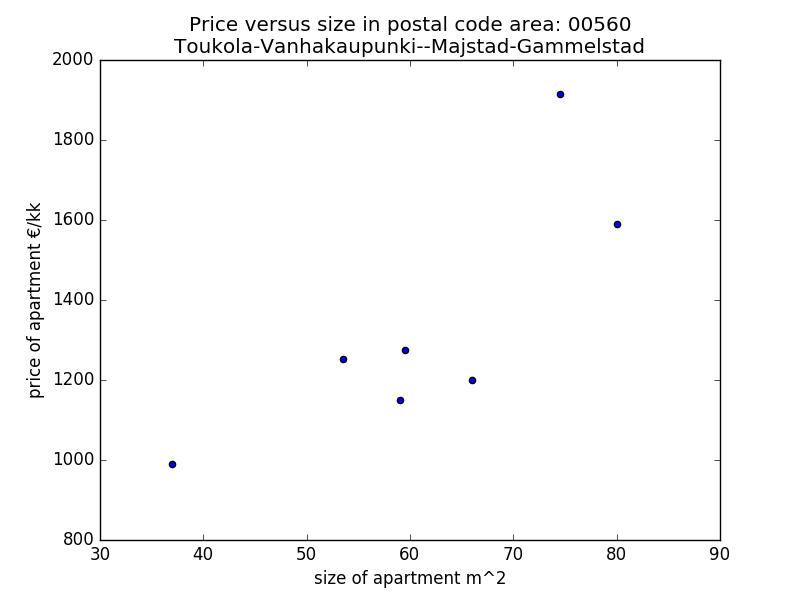 Price versus size in postal code area: 00560
Toukola-Vanhakaupunki--Majstad-Gammelstad
2000
1800
1600
1400
1200
1000
800
price of apartment €/kk
30 40 50 60 70 80 90
size of apartment m^2